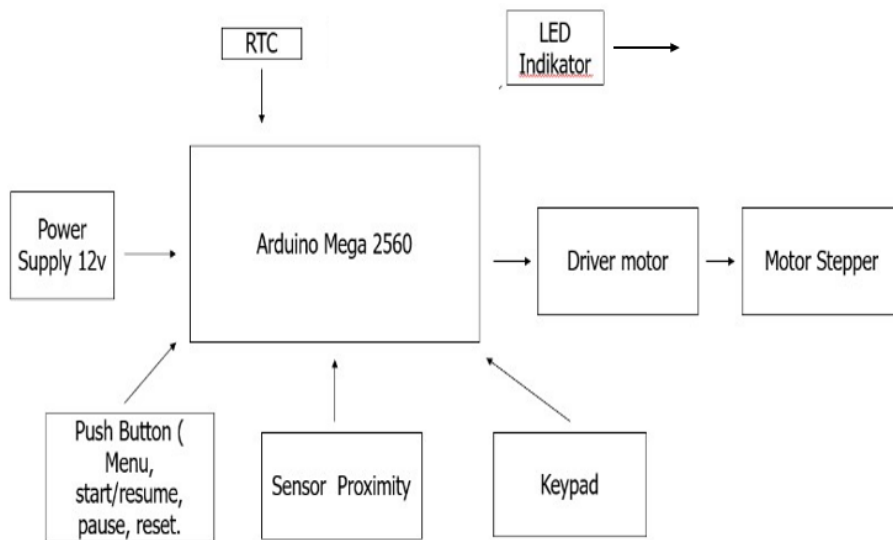 RTC
LED
Indikator
Power
Supply 12v
Arduino Mega 2560
Driver motor
Motor Stepper
Push Button (
Menu,
start/resume,
pause, reset.
Sensor Proximity
Keypad